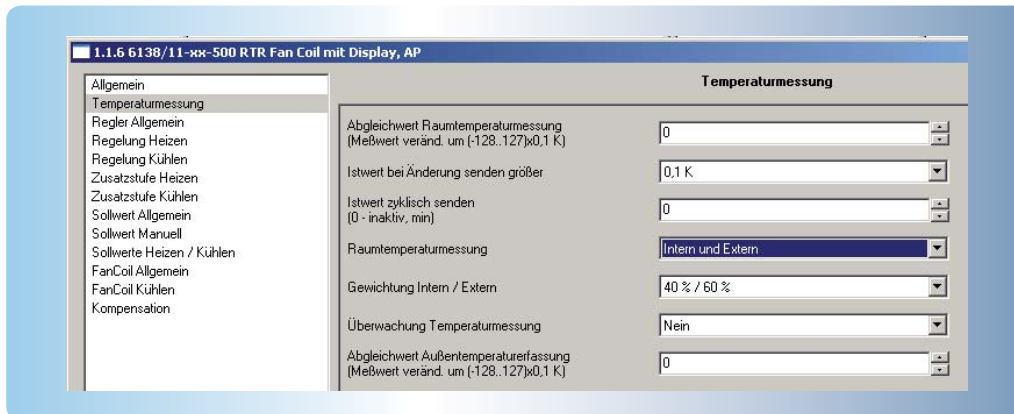 1.1.6 6138/11-xx-500 RTR Fan Coil mit Display, AP
Allgemein
Temperaturmessung
Regler Allgemein
Regelung Heizen
Regelung Kühlen
Zusatzstufe Heizen
Zusatzstufe Kühlen
Sollwert Allgemein
Sollwert Manuell
Sollwerte Heizen / Kühlen
FanCoil Allgemein
FanCoil Kühlen
Kompensation
Temperaturmessung
Abgleichwert Raumtemperaturmessung
(Meßwert veränd. um (-128..127)x0,1 K)
0
Istwert bei Änderung senden größer
0,1 K
Istwert zyklisch senden
(0 - inaktiv, min)
0
Raumtemperaturmessung
Intern und Extern
Gewichtung Intern / Extern
40 % / 60 %
Überwachung Temperaturmessung
Nein
Abgleichwert Außentemperaturerfassung
(Meßwert veränd. um (-128..127)x0,1 K)
0